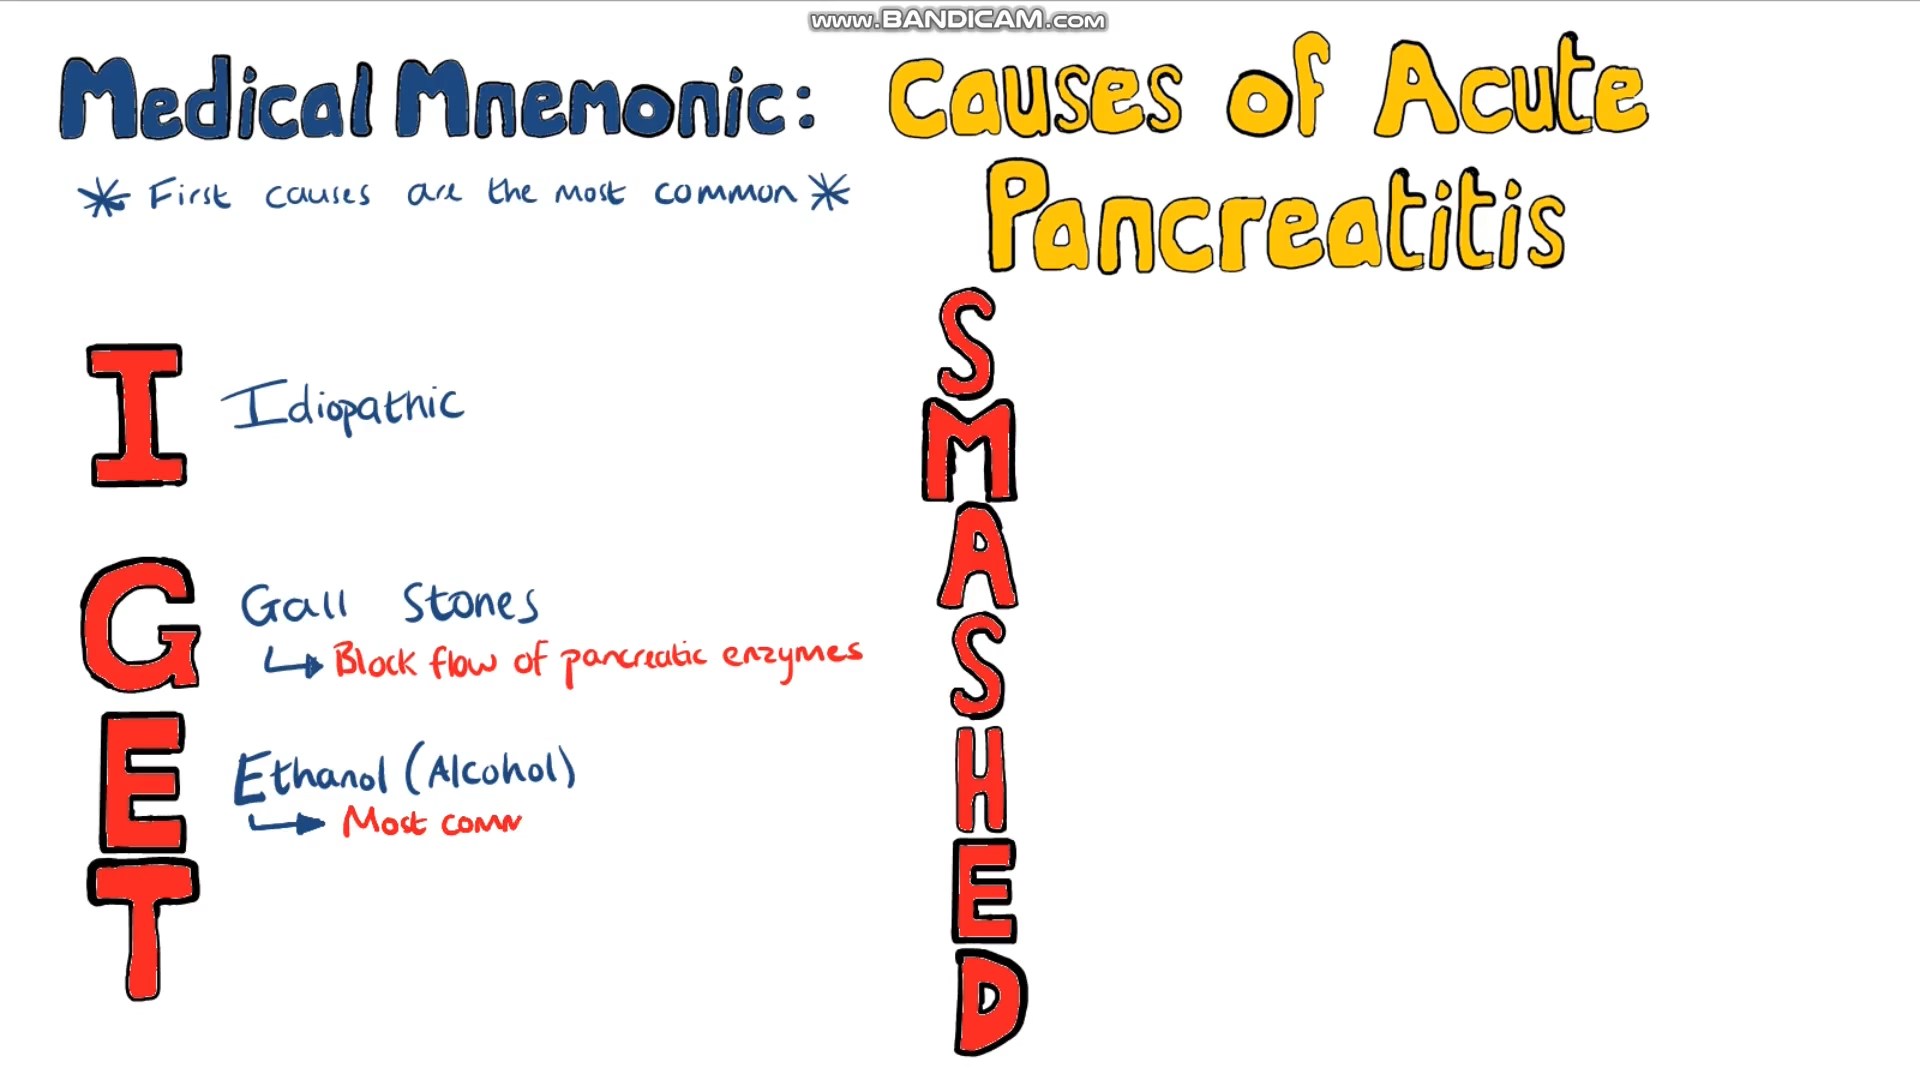 www.BANDICAM.com
Medical Mnemonic: Causes of Acute
Pancreatitis
* First causes are the most common *
I Idiopathic
G Gall Stones
Block flow of pancreatic enzymes
E Ethanol (Alcohol)
Most comm
T
S
M
A
S
H
E
D